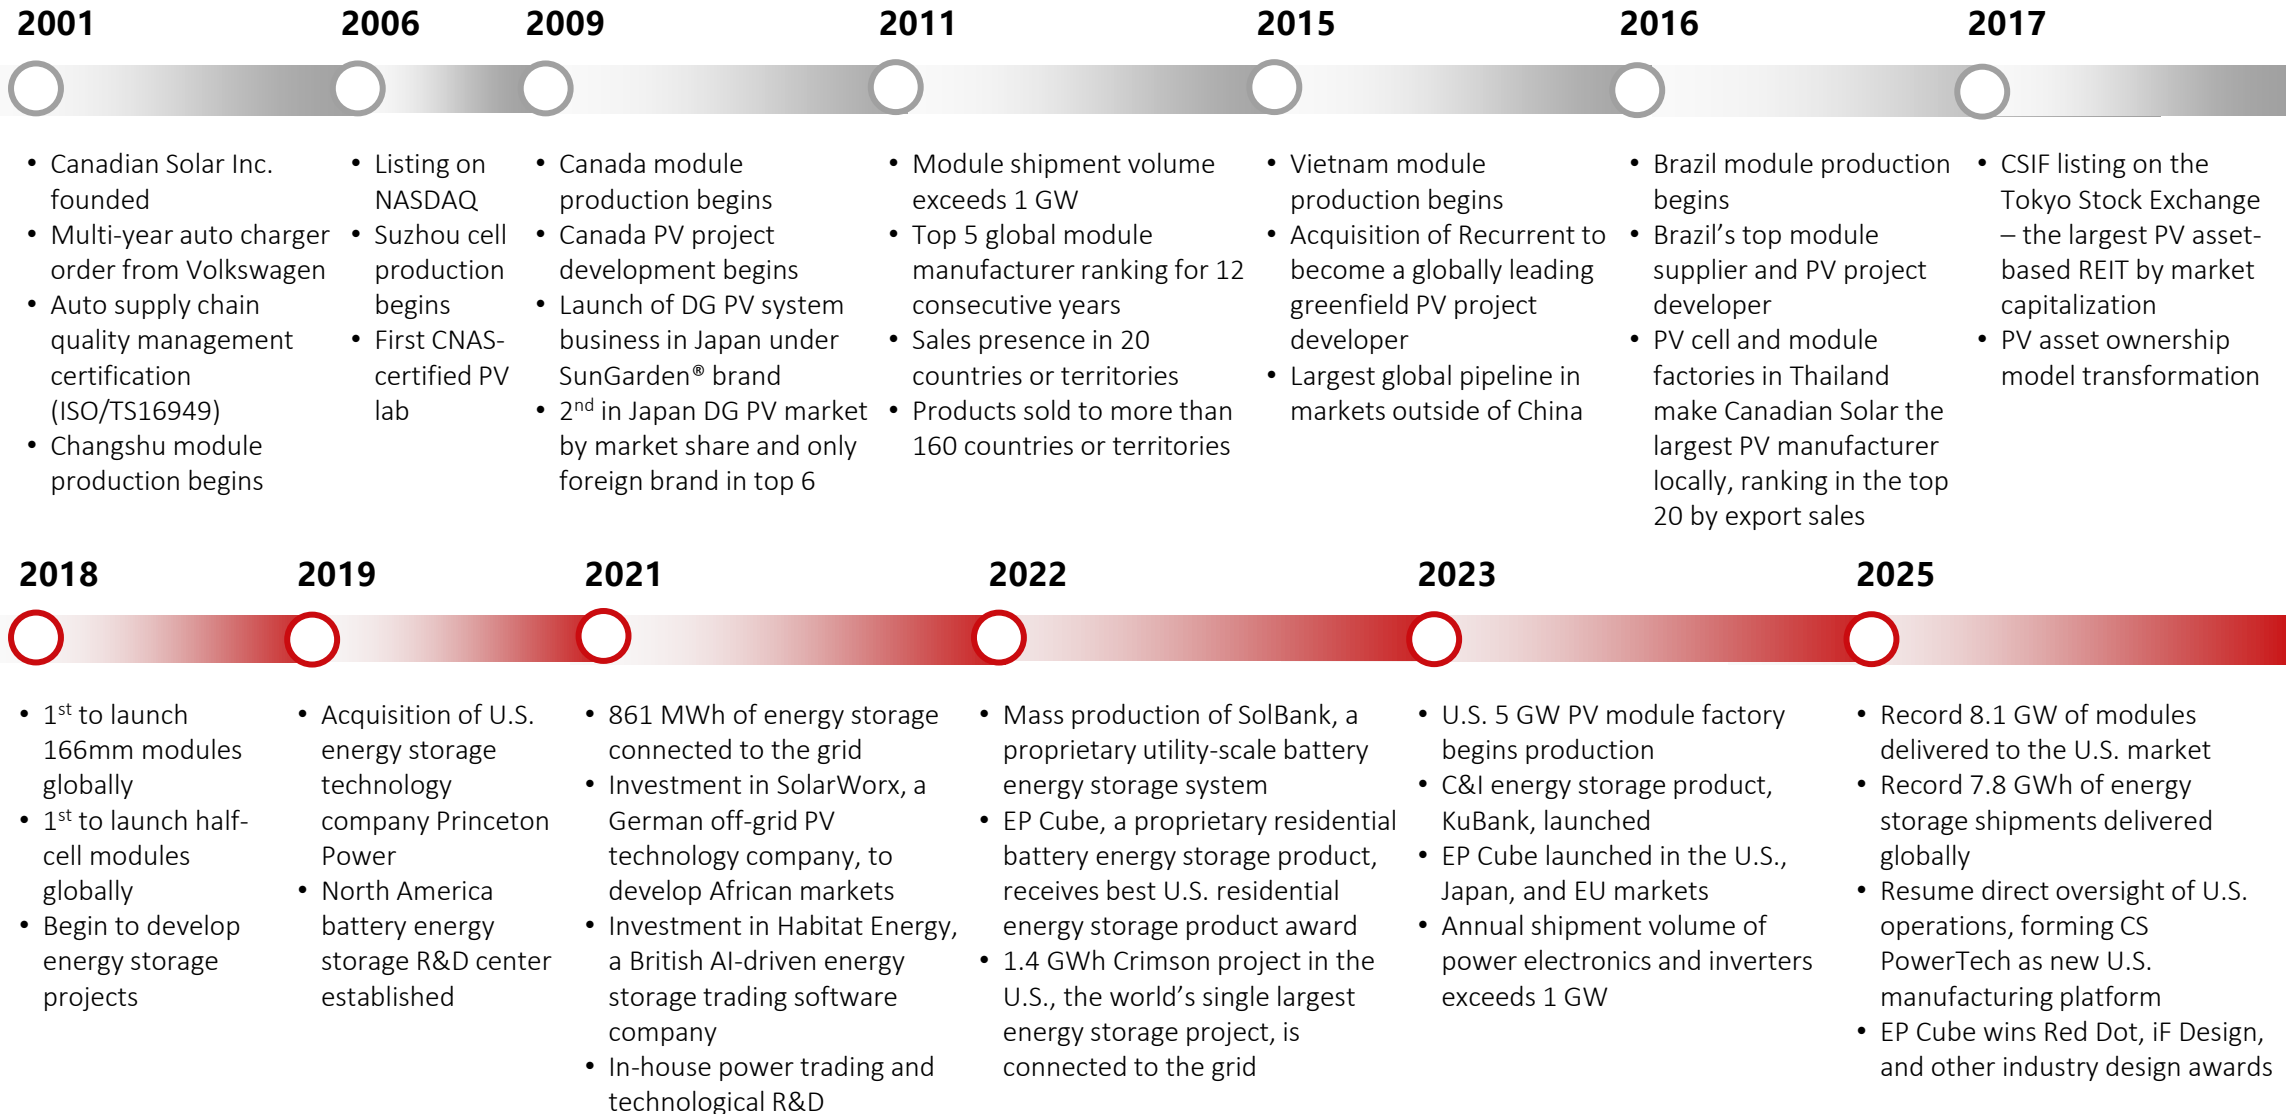 2001
• Canadian Solar Inc.
founded
• Multi-year auto charger
order from Volkswagen
• Auto supply chain
quality management
certification
(ISO/TS16949)
• Changshu module
production begins
2006
• Listing on
NASDAQ
• Suzhou cell
production
begins
• First CNAS-
certified PV
lab
2009
• Canada module
production begins
• Canada PV project
development begins
• Launch of DG PV system
business in Japan under
SunGarden® brand
• 2nd in Japan DG PV market
by market share and only
foreign brand in top 6
2011
• Module shipment volume
exceeds 1 GW
• Top 5 global module
manufacturer ranking for 12
consecutive years
• Sales presence in 20
countries or territories
• Products sold to more than
160 countries or territories
2015
• Vietnam module
production begins
• Acquisition of Recurrent to
become a globally leading
greenfield PV project
developer
• Largest global pipeline in
markets outside of China
2016
• Brazil module production
begins
• Brazil’s top module
supplier and PV project
developer
• PV cell and module
factories in Thailand
make Canadian Solar the
largest PV manufacturer
locally, ranking in the top
20 by export sales
2017
• CSIF listing on the
Tokyo Stock Exchange
– the largest PV asset-
based REIT by market
capitalization
• PV asset ownership
model transformation
2018
• 1st to launch
166mm modules
globally
• 1st to launch half-
cell modules
globally
• Begin to develop
energy storage
projects
2019
• Acquisition of U.S.
energy storage
technology
company Princeton
Power
• North America
battery energy
storage R&D center
established
2021
• 861 MWh of energy storage
connected to the grid
• Investment in SolarWorx, a
German off-grid PV
technology company, to
develop African markets
• Investment in Habitat Energy,
a British AI-driven energy
storage trading software
company
• In-house power trading and
technological R&D
2022
• Mass production of SolBank, a
proprietary utility-scale battery
energy storage system
• EP Cube, a proprietary residential
battery energy storage product,
receives best U.S. residential
energy storage product award
• 1.4 GWh Crimson project in the
U.S., the world’s single largest
energy storage project, is
connected to the grid
2023
• U.S. 5 GW PV module factory
begins production
• C&I energy storage product,
KuBank, launched
• EP Cube launched in the U.S.,
Japan, and EU markets
• Annual shipment volume of
power electronics and inverters
exceeds 1 GW
2025
• Record 8.1 GW of modules
delivered to the U.S. market
• Record 7.8 GWh of energy
storage shipments delivered
globally
• Resume direct oversight of U.S.
operations, forming CS
PowerTech as new U.S.
manufacturing platform
• EP Cube wins Red Dot, iF Design,
and other industry design awards